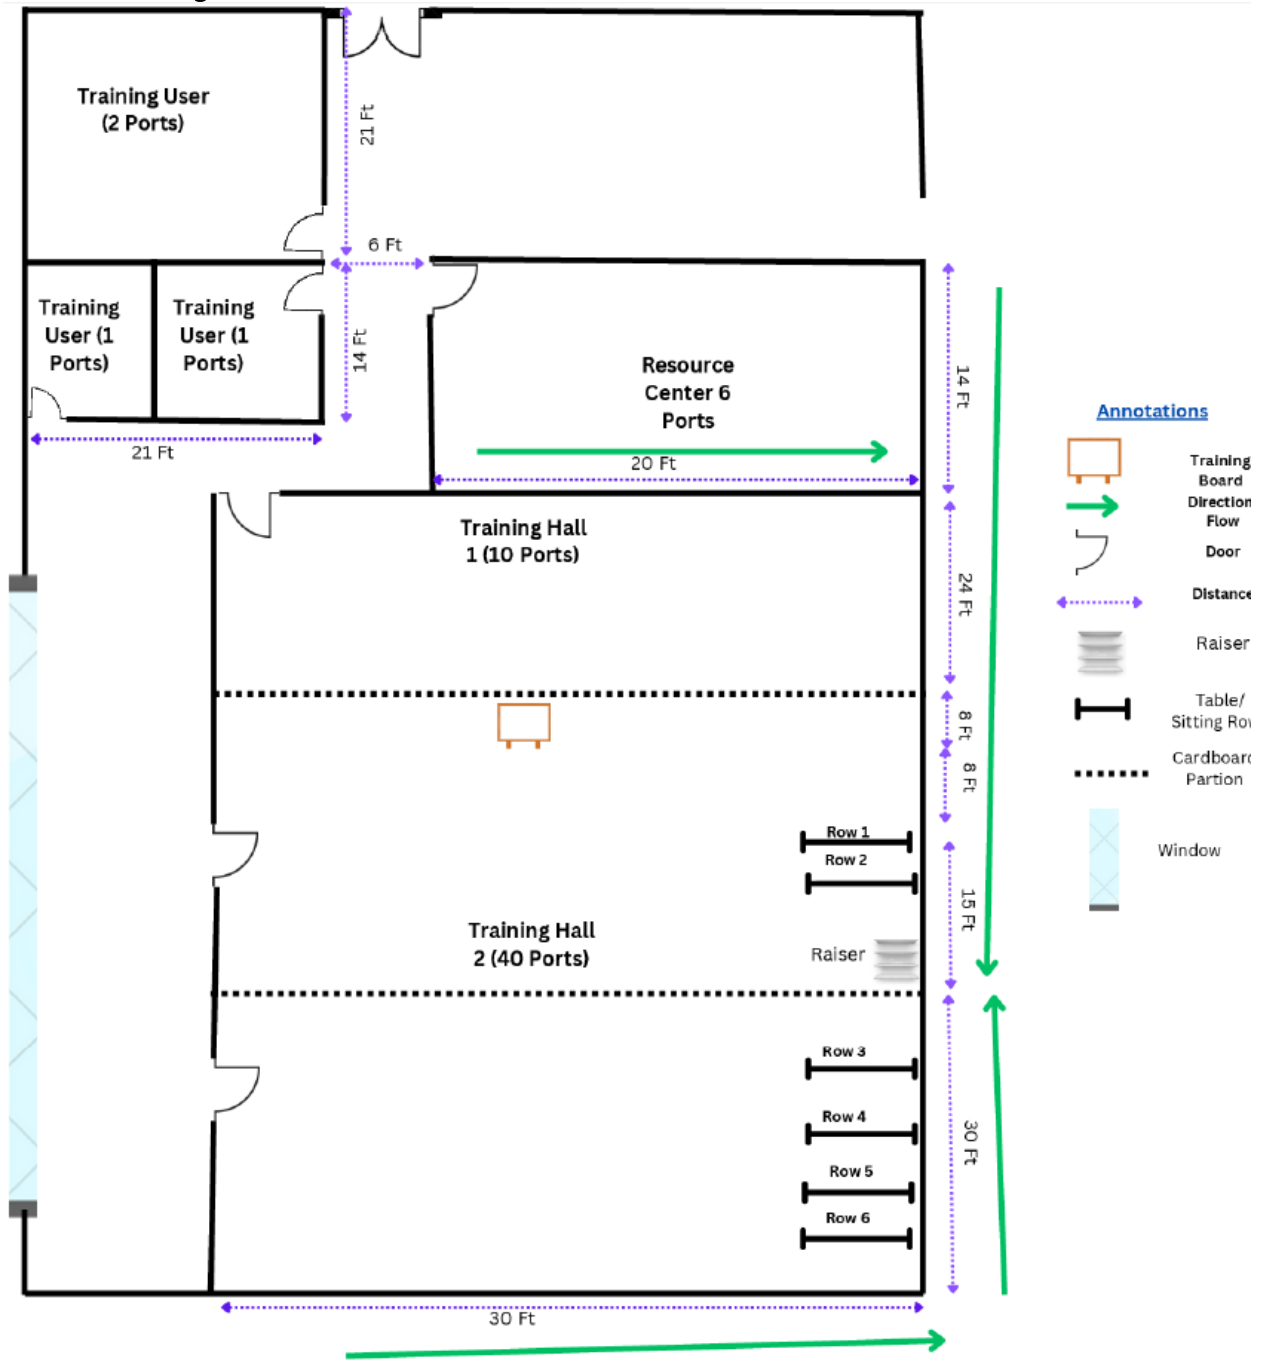 Training User
(2 Ports)
21 Ft
6 Ft
Training
User (1
Ports)
Training
User (1
Ports)
14 Ft
21 Ft
Resource
Center 6
Ports
20 Ft
14 Ft
Training Hall
1 (10 Ports)
24 Ft
8 Ft
8 Ft
Row 1
Row 2
15 Ft
Training Hall
2 (40 Ports)
Raiser
Row 3
Row 4
Row 5
Row 6
30 Ft
30 Ft
Annotations
Training
Board
Direction
Flow
Door
Distance
Raiser
Table/
Sitting Row
Cardboard
Partion
Window